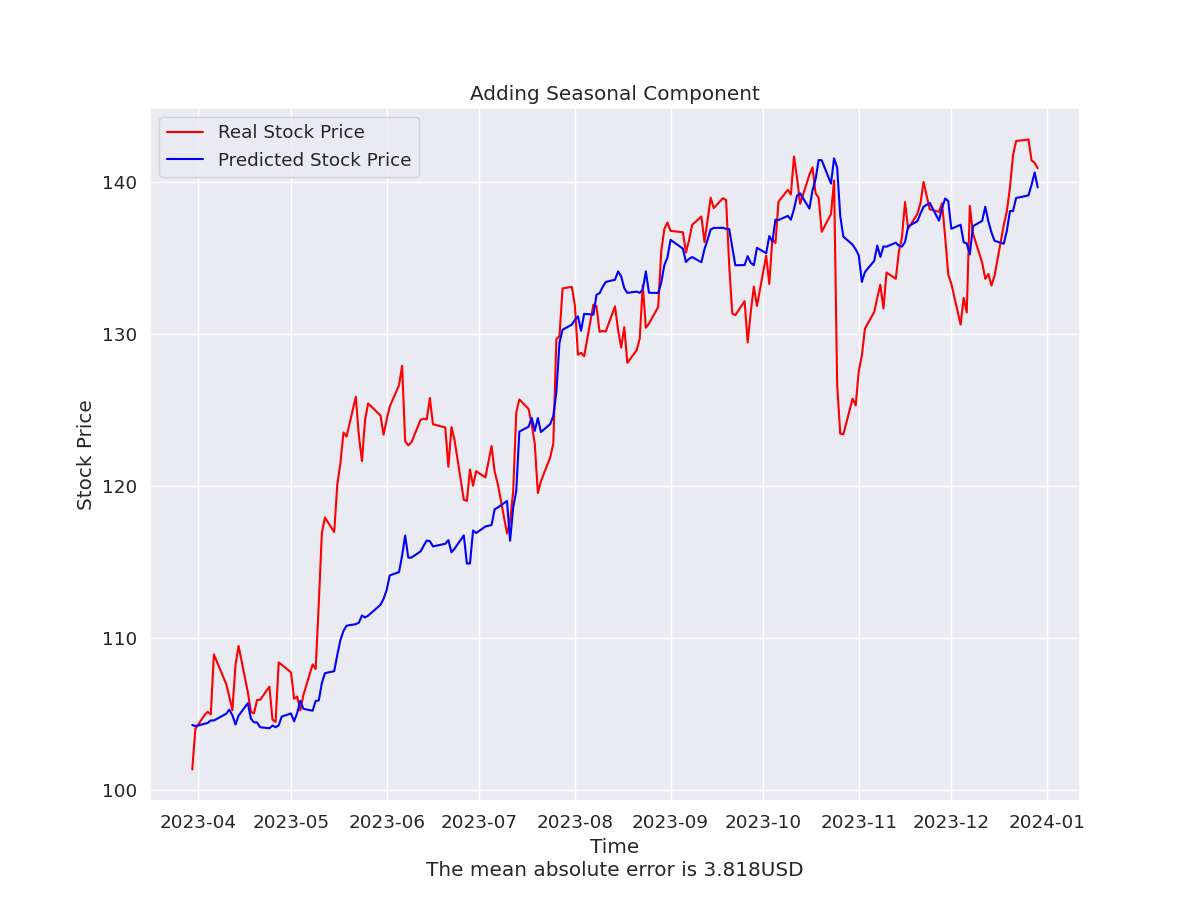 Adding Seasonal Component
Real Stock Price
Predicted Stock Price
Stock Price
140
130
120
110
100
2023-04 2023-05 2023-06 2023-07 2023-08 2023-09 2023-10 2023-11 2023-12 2024-01
Time
The mean absolute error is 3.818USD